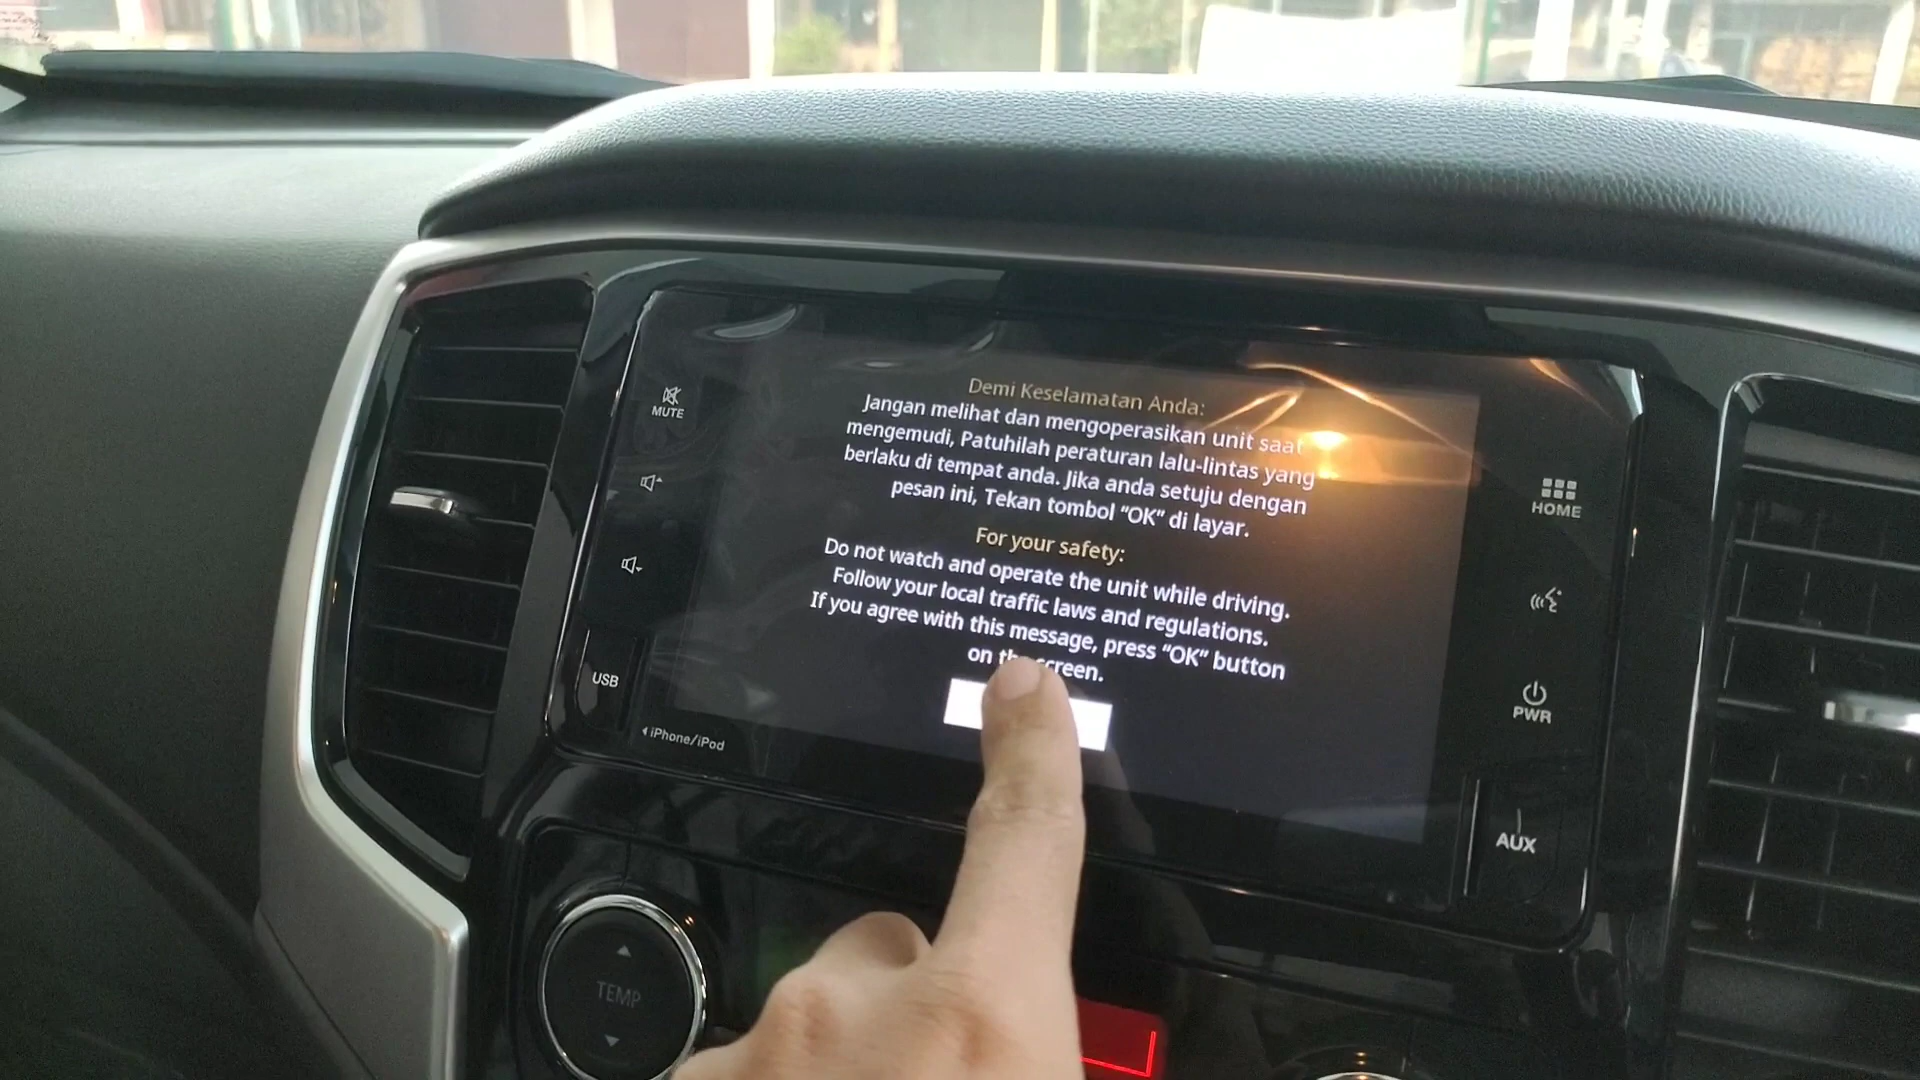 Demi Keselamatan Anda:
Jangan melihat dan mengoperasikan unit saat
mengemudi, Patuhilah peraturan lalu-lintas yang
berlaku di tempat anda. Jika anda setuju dengan
pesan ini, Tekan tombol “OK” di layar.
For your safety:
Do not watch and operate the unit while driving.
Follow your local traffic laws and regulations.
If you agree with this message, press “OK” button
on the screen.
MUTE
USB
iPhone/iPod
HOME
PWR
AUX
TEMP